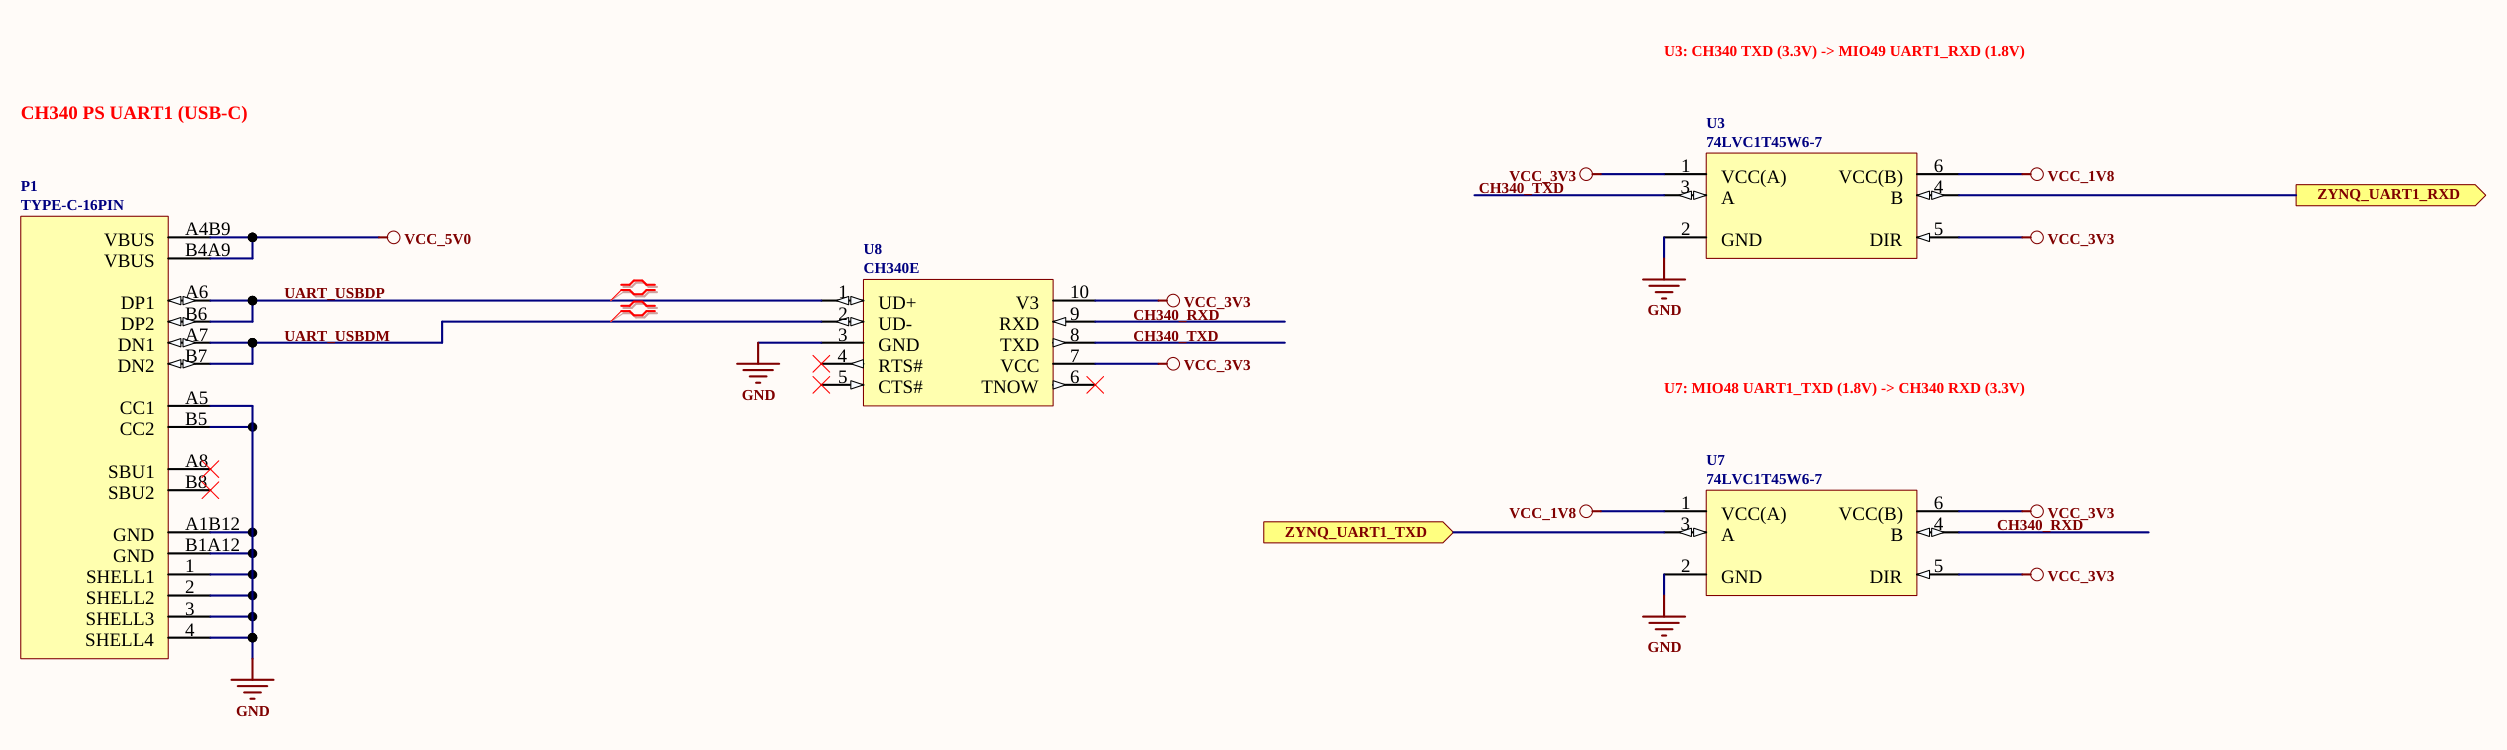 U3: CH340 TXD (3.3V) -> MIO49 UART1_RXD (1.8V)
CH340 PS UART1 (USB-C)
P1
TYPE-C-16PIN
VBUS A4B9
VCC_5V0
VBUS B4A9
DP1 A6
UART_USBDP
DP2 B6
DN1 A7
UART_USBDM
DN2 B7
CC1 A5
CC2 B5
SBU1 A8
SBU2 B8
GND A1B12
GND B1A12
SHELL1 1
SHELL2 2
SHELL3 3
SHELL4 4
GND
U8
CH340E
1 UD+ V3 10
VCC_3V3
2 UD- RXD 9
CH340_RXD
3 GND TXD 8
CH340_TXD
4 RTS# VCC 7
VCC_3V3
5 CTS# TNOW 6
GND
U3
74LVC1T45W6-7
VCC_3V3
1 VCC(A) VCC(B) 6
VCC_1V8
CH340_TXD
3 A B 4
ZYNQ_UART1_RXD
2 GND DIR 5
VCC_3V3
GND
U7: MIO48 UART1_TXD (1.8V) -> CH340 RXD (3.3V)
U7
74LVC1T45W6-7
VCC_1V8
1 VCC(A) VCC(B) 6
VCC_3V3
ZYNQ_UART1_TXD
3 A B 4
CH340_RXD
2 GND DIR 5
VCC_3V3
GND